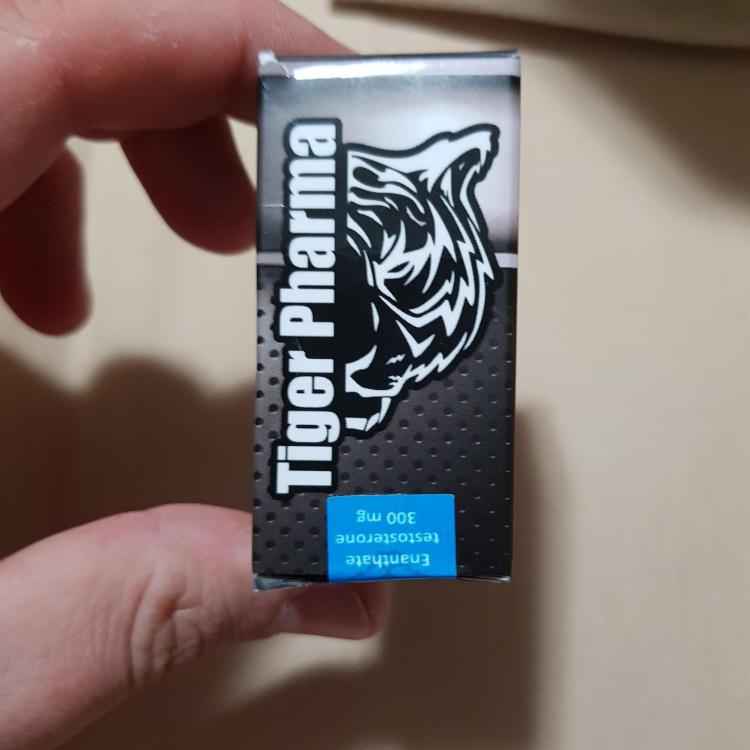 Tiger Pharma
Enanthate
testosterone
300 mg